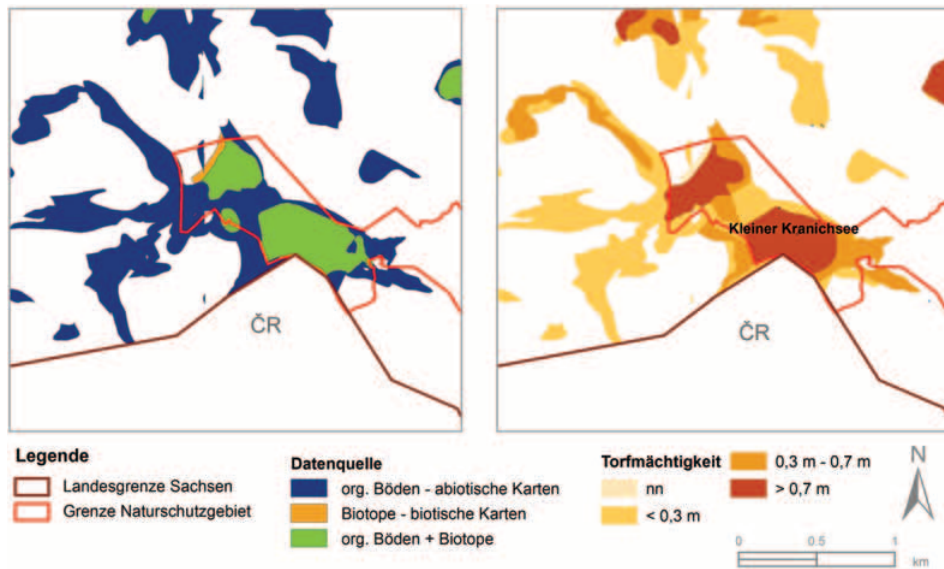 ČR
Kleiner Kranichsee
ČR
Legende
Landesgrenze Sachsen
Grenze Naturschutzgebiet
Datenquelle
org. Böden - abiotische Karten
Biotope - biotische Karten
org. Böden + Biotope
Torfmächtigkeit
nn
< 0,3 m
0,3 m - 0,7 m
> 0,7 m
N
0 0.5 1
km